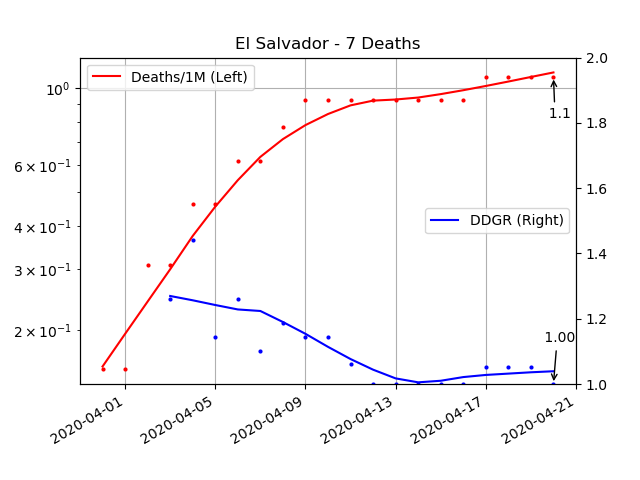 El Salvador - 7 Deaths
Deaths/1M (Left)
10⁰
6 × 10⁻¹
4 × 10⁻¹
3 × 10⁻¹
2 × 10⁻¹
2.0
1.8
1.6
1.4
1.2
1.0
1.1
DDGR (Right)
1.00
2020-04-01
2020-04-05
2020-04-09
2020-04-13
2020-04-17
2020-04-21